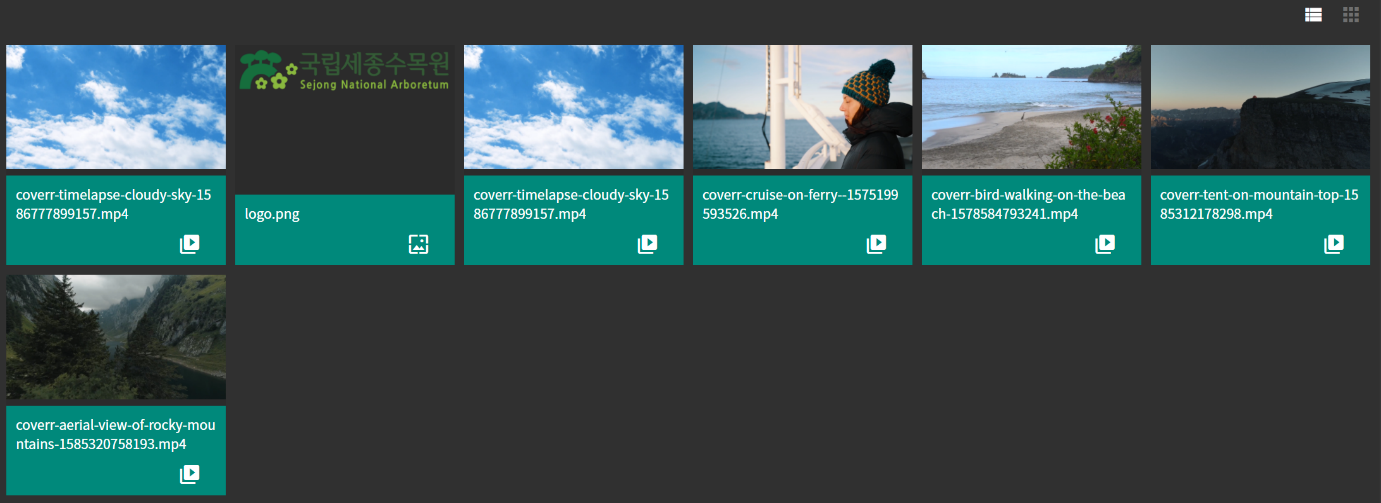 국립세종수목원
Sejong National Arboretum
coverr-timelapse-cloudy-sky-15
86777899157.mp4
logo.png
coverr-timelapse-cloudy-sky-15
86777899157.mp4
coverr-cruise-on-ferry--1575199
593526.mp4
coverr-bird-walking-on-the-bea
ch-1578584793241.mp4
coverr-tent-on-mountain-top-15
85312178298.mp4
coverr-aerial-view-of-rocky-mou
ntains-1585320758193.mp4